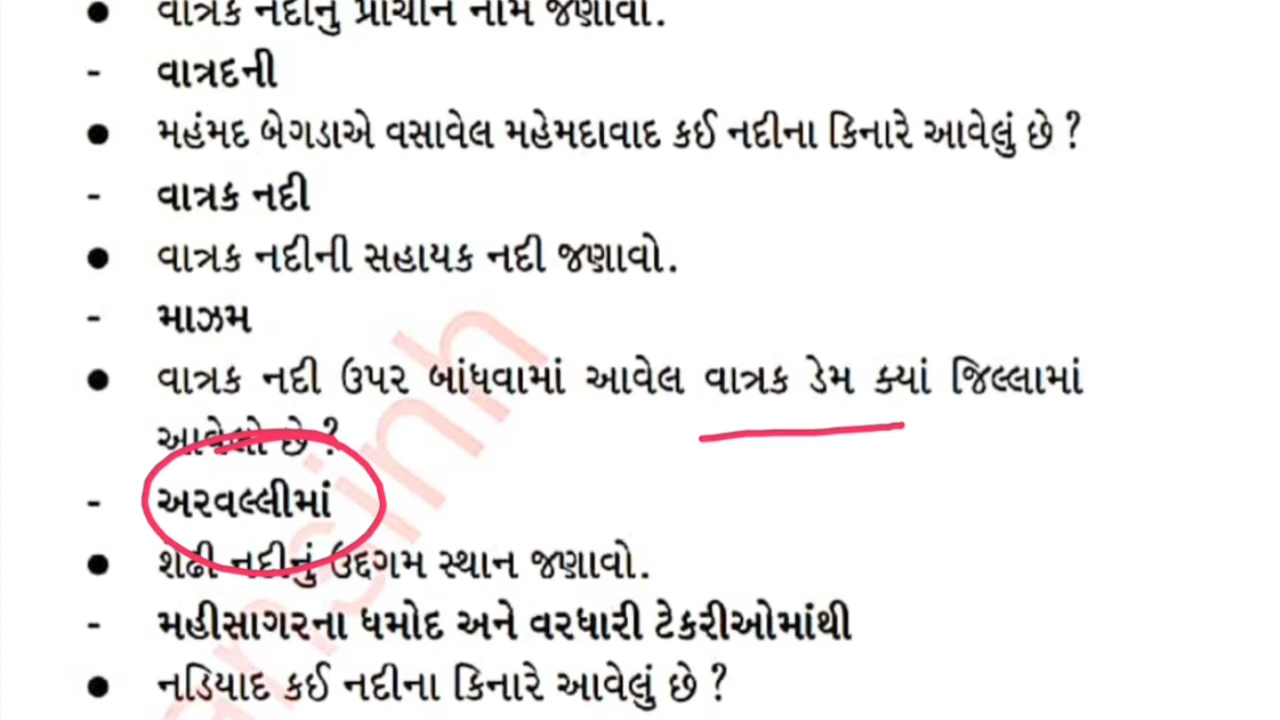 ● વાત્રક નદીનું પ્રાચીન નામ જણાવો.
- વાત્રદની
● મહંમદ બેગડાએ વસાવેલ મહેમદાવાદ કઈ નદીના કિનારે આવેલું છે ?
- વાત્રક નદી
● વાત્રક નદીની સહાયક નદી જણાવો.
- માઝમ
● વાત્રક નદી ઉપર બાંધવામાં આવેલ વાત્રક ડેમ ક્યાં જિલ્લામાં
આવેલો છે ?
- અરવલ્લીમાં
● શેઢી નદીનું ઉદ્દગમ સ્થાન જણાવો.
- મહીસાગરના ધમોદ અને વરધારી ટેકરીઓમાંથી
● નડિયાદ કઈ નદીના કિનારે આવેલું છે ?